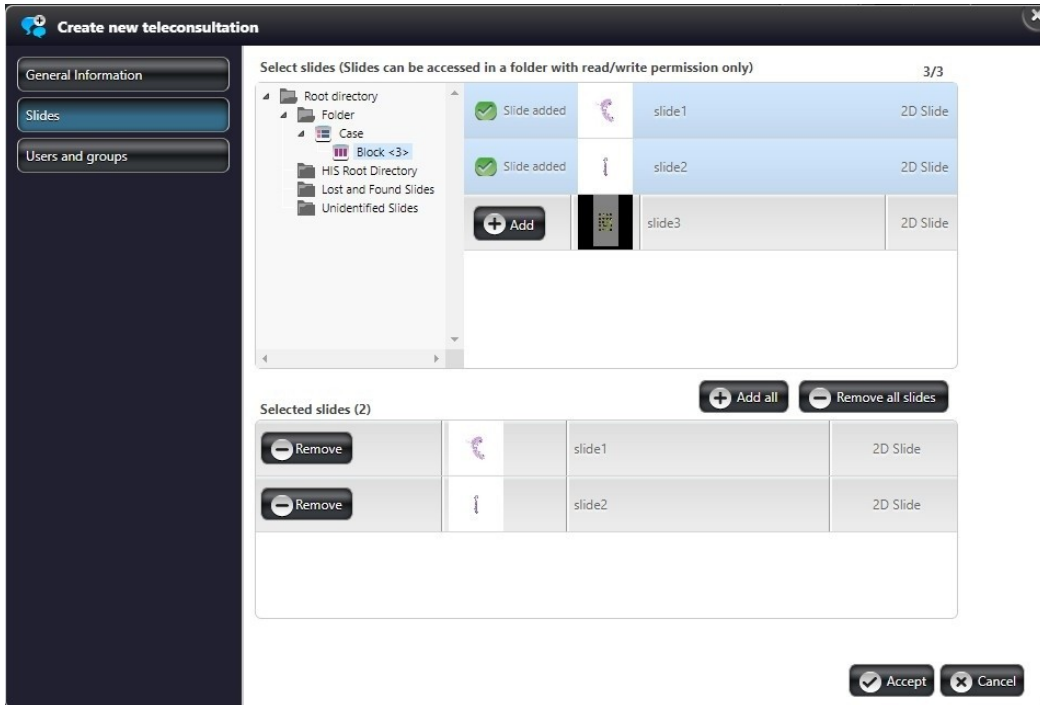 Create new teleconsultation
General Information
Slides
Users and groups
Select slides (Slides can be accessed in a folder with read/write permission only)
3/3
Root directory
Folder
Case
Block <3>
HIS Root Directory
Lost and Found Slides
Unidentified Slides
Slide added slide1 2D Slide
Slide added slide2 2D Slide
Add slide3 2D Slide
Add all Remove all slides
Selected slides (2)
Remove slide1 2D Slide
Remove slide2 2D Slide
Accept Cancel